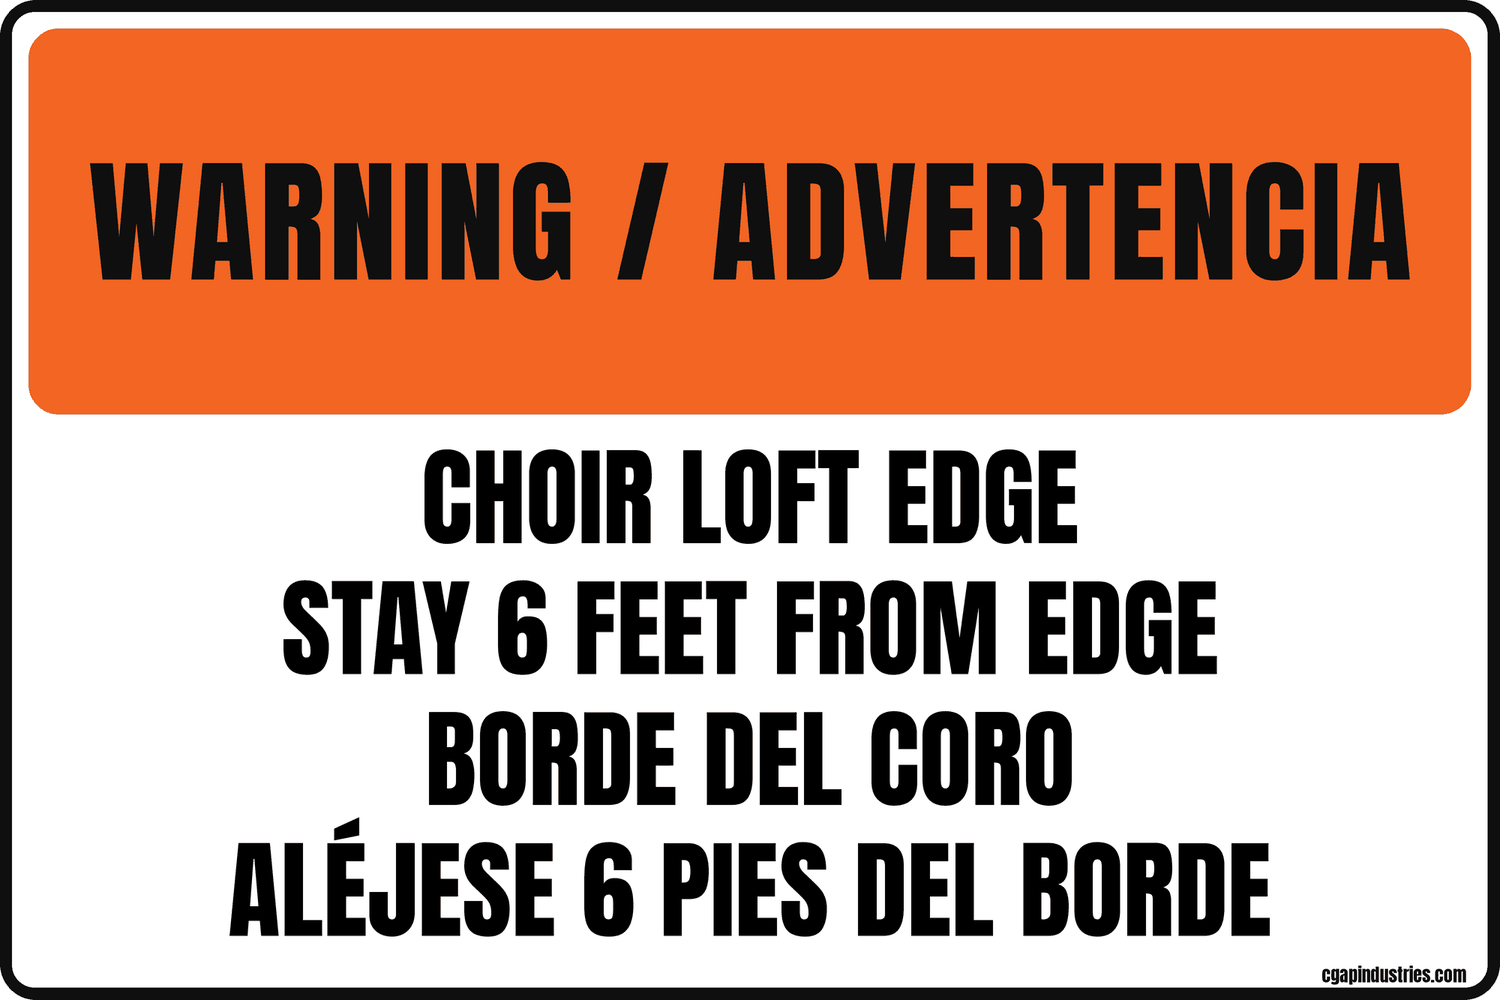 WARNING / ADVERTENCIA
CHOIR LOFT EDGE
STAY 6 FEET FROM EDGE
BORDE DEL CORO
ALÉJESE 6 PIES DEL BORDE
cgapindustries.com